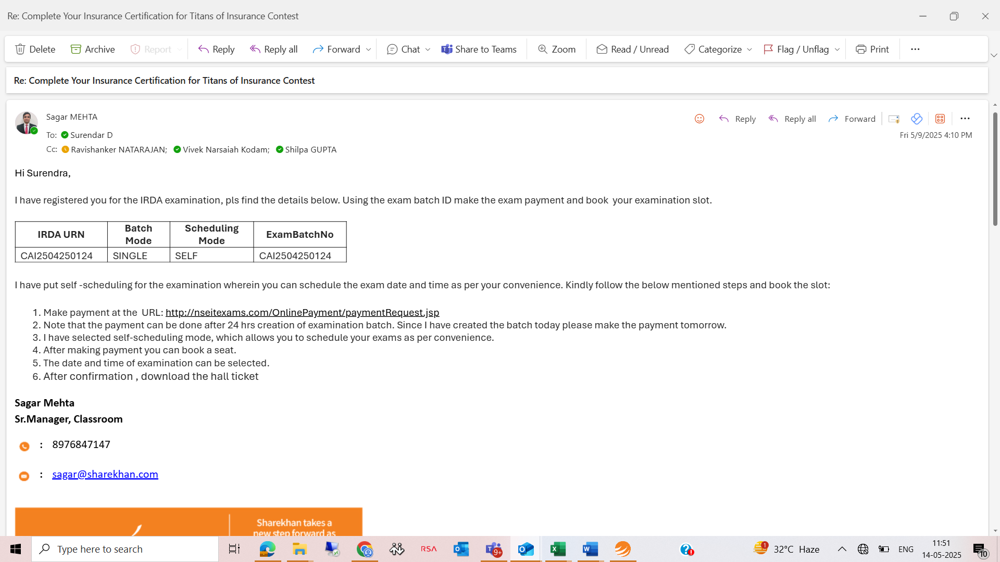 Re: Complete Your Insurance Certification for Titans of Insurance Contest
Delete Archive Report Reply Reply all Forward Chat Share to Teams Zoom Read / Unread Categorize Flag / Unflag Print
Re: Complete Your Insurance Certification for Titans of Insurance Contest
Sagar MEHTA
Reply Reply all Forward
To: Surendar D
Fri 5/9/2025 4:10 PM
Cc: Ravishanker NATARAJAN; Vivek Narsaiah Kodam; Shilpa GUPTA
Hi Surendra,
I have registered you for the IRDA examination, pls find the details below. Using the exam batch ID make the exam payment and book  your examination slot.
IRDA URN Batch Mode Scheduling Mode ExamBatchNo
CAI2504250124 SINGLE SELF CAI2504250124
I have put self -scheduling for the examination wherein you can schedule the exam date and time as per your convenience. Kindly follow the below mentioned steps and book the slot:
1. Make payment at the  URL: http://nseitexams.com/OnlinePayment/paymentRequest.jsp
2. Note that the payment can be done after 24 hrs creation of examination batch. Since I have created the batch today please make the payment tomorrow.
3. I have selected self-scheduling mode, which allows you to schedule your exams as per convenience.
4. After making payment you can book a seat.
5. The date and time of examination can be selected.
6. After confirmation , download the hall ticket
Sagar Mehta
Sr.Manager, Classroom
: 8976847147
: sagar@sharekhan.com
Sharekhan takes a
new step forward as
Type here to search
RSA
9+
1
32°C Haze
ENG
11:51
14-05-2025
10